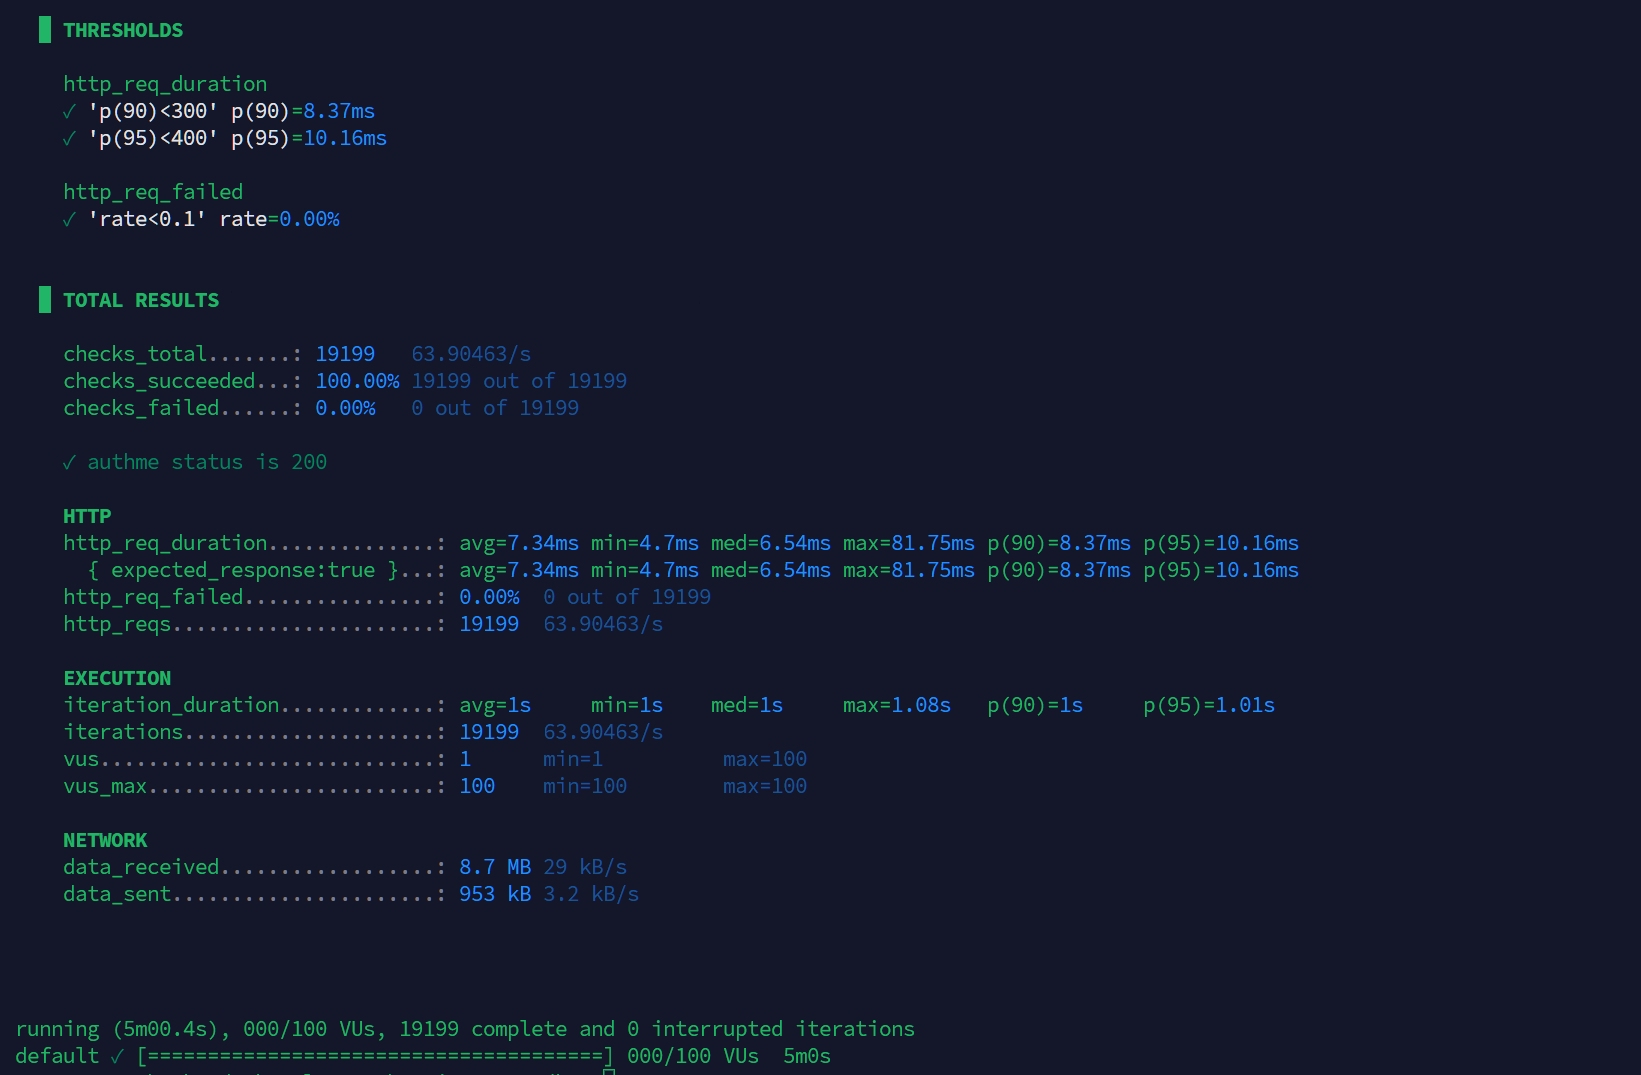 THRESHOLDS
http_req_duration
✓ 'p(90)<300' p(90)=8.37ms
✓ 'p(95)<400' p(95)=10.16ms
http_req_failed
✓ 'rate<0.1' rate=0.00%
TOTAL RESULTS
checks_total.......: 19199 63.90463/s
checks_succeeded...: 100.00% 19199 out of 19199
checks_failed......: 0.00% 0 out of 19199
✓ authme status is 200
HTTP
http_req_duration..............: avg=7.34ms min=4.7ms med=6.54ms max=81.75ms p(90)=8.37ms p(95)=10.16ms
{ expected_response:true }...: avg=7.34ms min=4.7ms med=6.54ms max=81.75ms p(90)=8.37ms p(95)=10.16ms
http_req_failed................: 0.00% 0 out of 19199
http_reqs......................: 19199 63.90463/s
EXECUTION
iteration_duration.............: avg=1s min=1s med=1s max=1.08s p(90)=1s p(95)=1.01s
iterations.....................: 19199 63.90463/s
vus............................: 1 min=1 max=100
vus_max........................: 100 min=100 max=100
NETWORK
data_received..................: 8.7 MB 29 kB/s
data_sent......................: 953 kB 3.2 kB/s
running (5m00.4s), 000/100 VUs, 19199 complete and 0 interrupted iterations
default ✓ [======================================] 000/100 VUs 5m0s